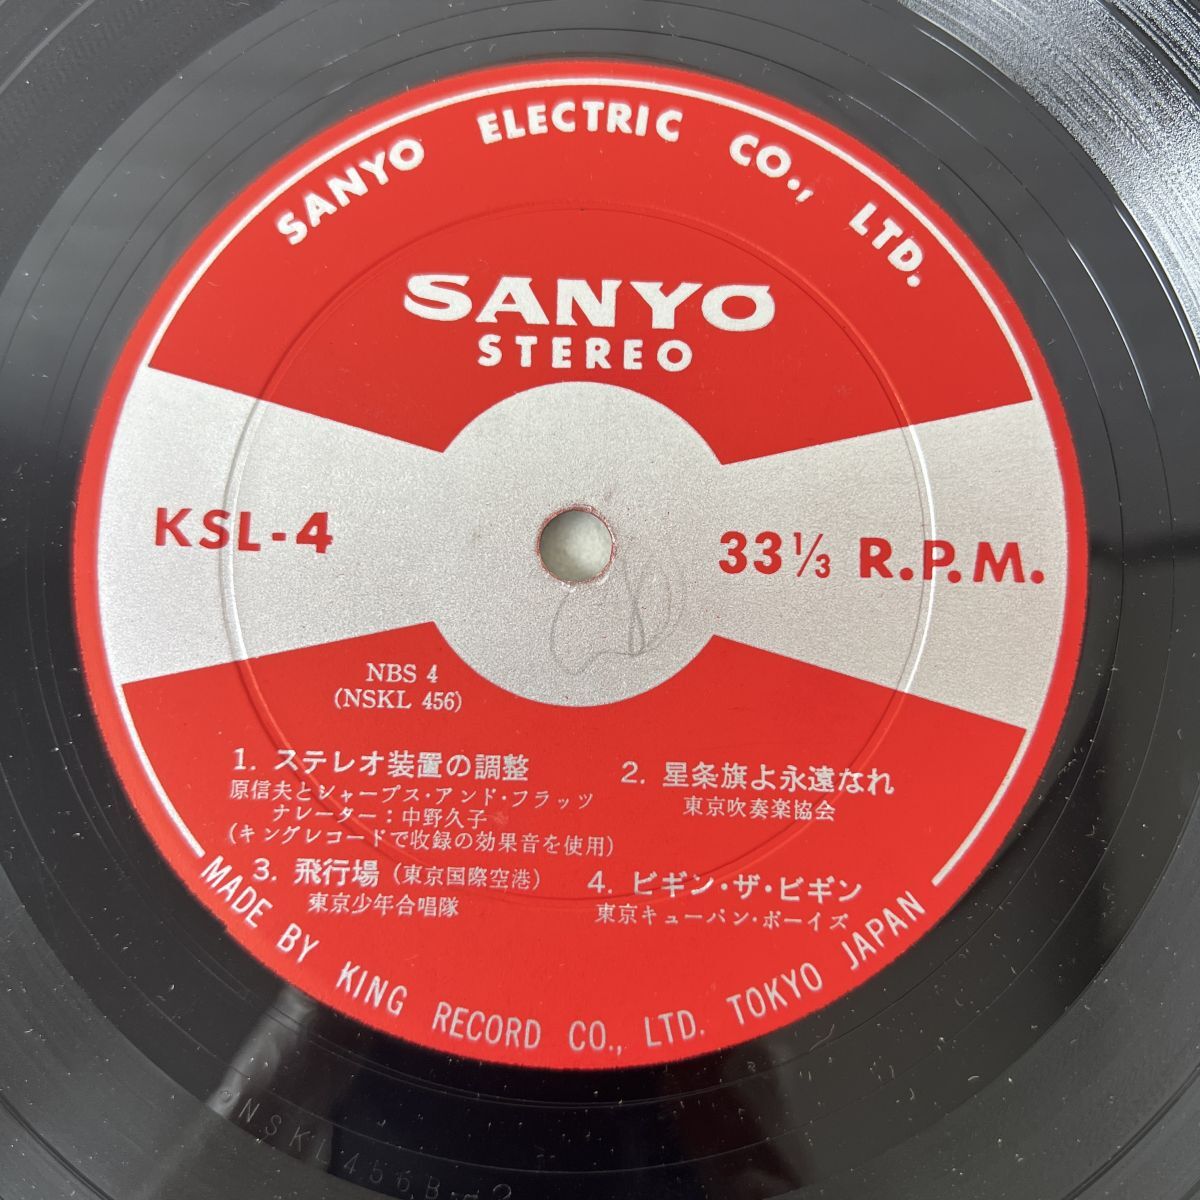 SANYO ELECTRIC CO., LTD.
SANYO
STEREO
KSL-4
33 1/3 R.P.M.
NBS 4
(NSKL 456)
1. ステレオ装置の調整
原信夫とシャープス・アンド・フラッツ
ナレーター：中野久子
(キングレコードで収録の効果音を使用)
2. 星条旗よ永遠なれ
東京吹奏楽協会
3. 飛行場(東京国際空港)
東京少年合唱隊
4. ビギン・ザ・ビギン
東京キューバン・ボーイズ
MADE BY KING RECORD CO., LTD. TOKYO JAPAN
NSKL456B